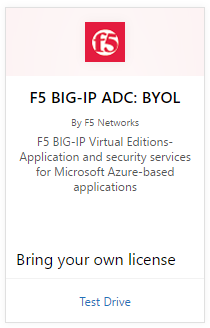 f5
F5 BIG-IP ADC: BYOL
By F5 Networks
F5 BIG-IP Virtual Editions-
Application and security services
for Microsoft Azure-based
applications
Bring your own license
Test Drive